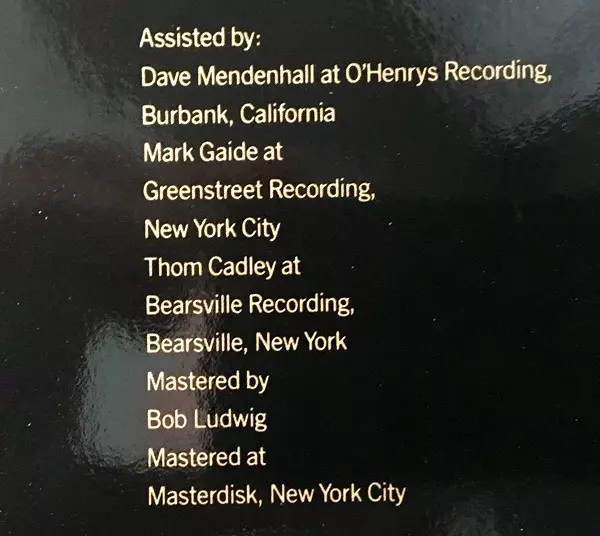 Assisted by:
Dave Mendenhall at O'Henrys Recording,
Burbank, California
Mark Gaide at
Greenstreet Recording,
New York City
Thom Cadley at
Bearsville Recording,
Bearsville, New York
Mastered by
Bob Ludwig
Mastered at
Masterdisk, New York City